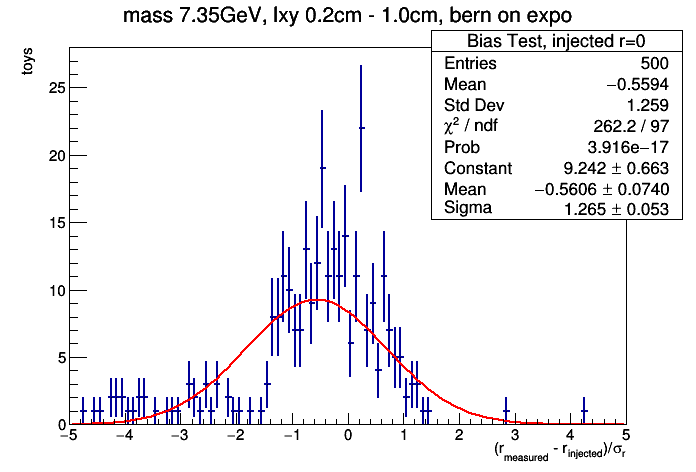 mass 7.35GeV, lxy 0.2cm - 1.0cm, bern on expo
toys
Bias Test, injected r=0
Entries 500
Mean −0.5594
Std Dev 1.259
χ² / ndf 262.2 / 97
Prob 3.916e−17
Constant 9.242 ± 0.663
Mean −0.5606 ± 0.0740
Sigma 1.265 ± 0.053
25
20
15
10
5
0
−5 −4 −3 −2 −1 0 1 2 3 4 5
(r_measured - r_injected)/σ_r